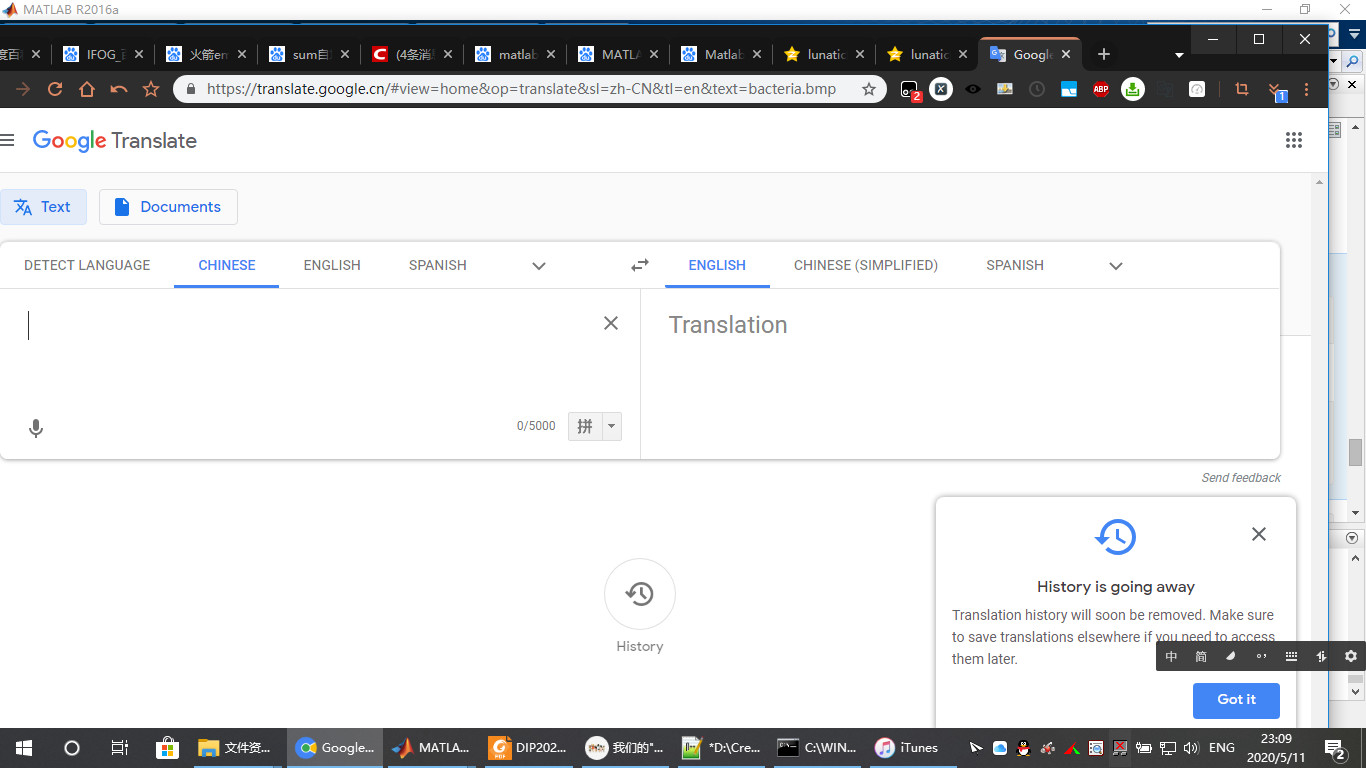 MATLAB R2016a
度百
IFOG_
火箭em
sum自
(4条消
matlab
MATLA
Matlab
lunatic
lunatic
Google
https://translate.google.cn/#view=home&op=translate&sl=zh-CN&tl=en&text=bacteria.bmp
2
ABP
1
Google Translate
Text
Documents
DETECT LANGUAGE
CHINESE
ENGLISH
SPANISH
ENGLISH
CHINESE (SIMPLIFIED)
SPANISH
Translation
0/5000
拼
Send feedback
History
History is going away
Translation history will soon be removed. Make sure
to save translations elsewhere if you need to access
them later.
Got it
中 简
文件资...
Google...
MATLA...
DIP202...
我们的"...
*D:\Cre...
C:\WIN...
iTunes
ENG
23:09
2020/5/11
2